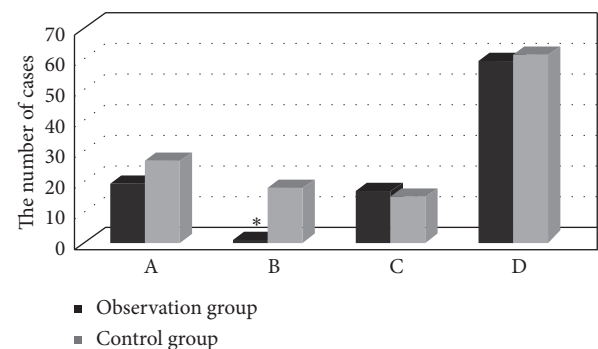 70
60
50
40
30
20
10
0
The number of cases
*
A B C D
Observation group
Control group